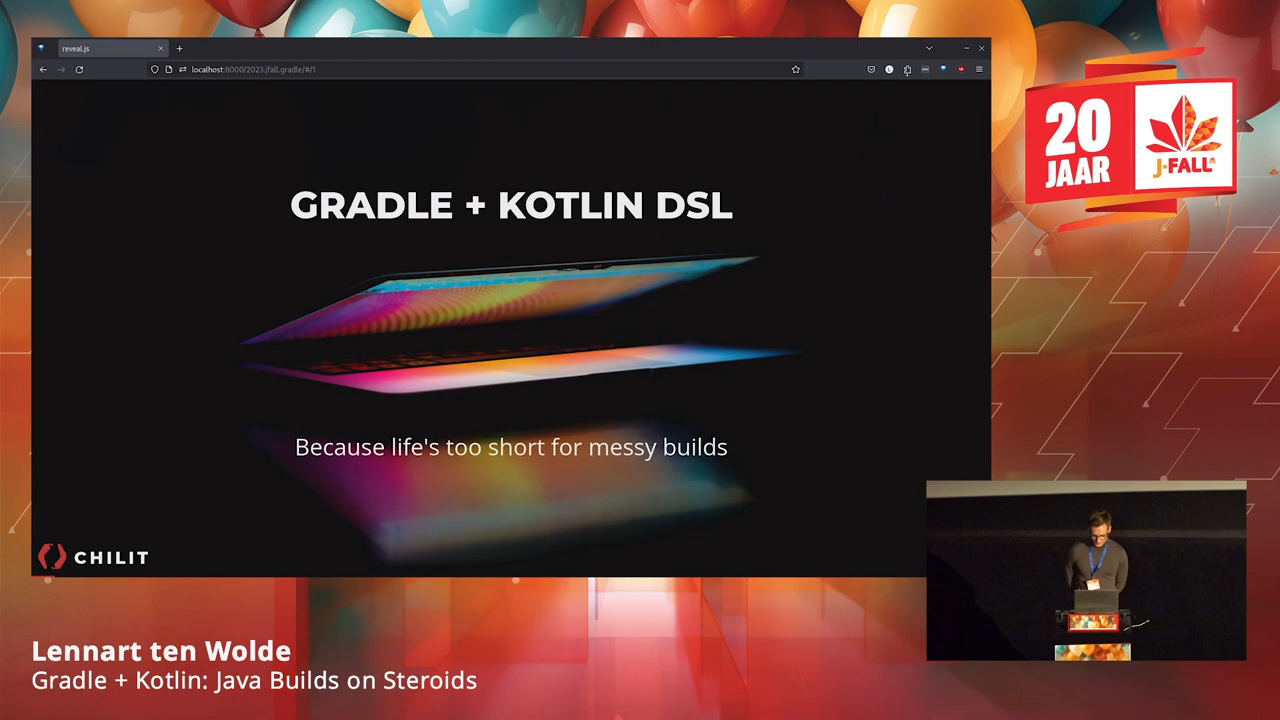 reveal.js
localhost:8000/2023.jfall.gradle/#/1
20
JAAR
J-FALL
GRADLE + KOTLIN DSL
Because life's too short for messy builds
CHILIT
Lennart ten Wolde
Gradle + Kotlin: Java Builds on Steroids